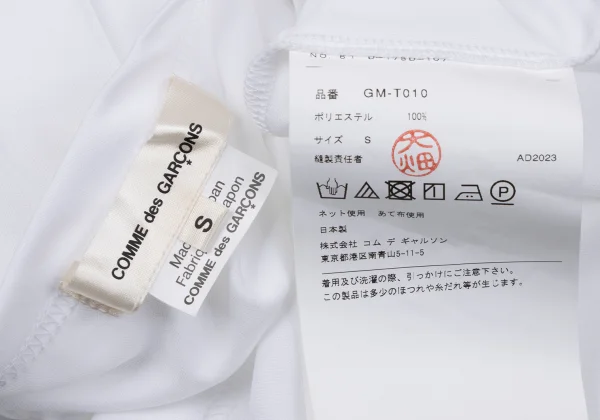 COMME des GARÇONS★
S
Made
pan
Fabric
apon
COMME des GARÇONS
品番 GM-T010
ポリエステル 100%
サイズ S
縫製責任者
大畑
AD2023
ネット使用 あて布使用
日本製
株式会社 コム デ ギャルソン
東京都港区南青山5-11-5
着用及び洗濯の際、引っかけにご注意下さい。
この製品は多少のほつれや糸だれ等が生じます。